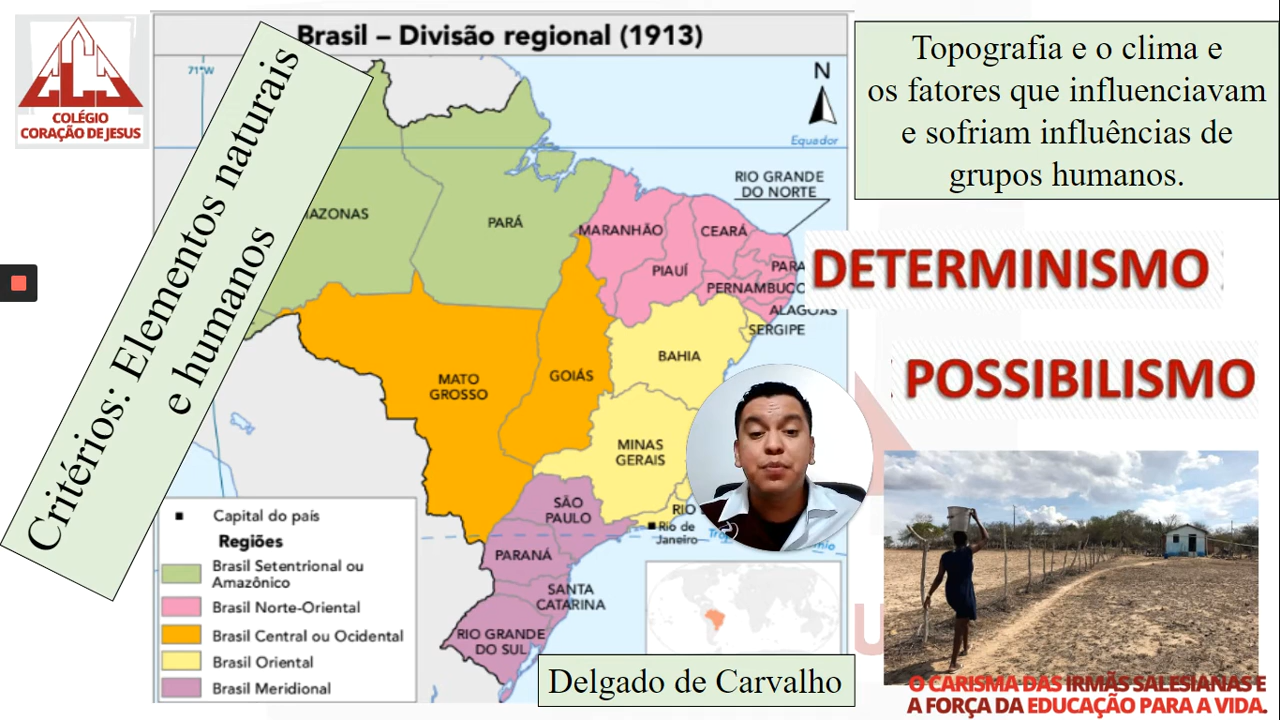 COLÉGIO
CORAÇÃO DE JESUS
Brasil – Divisão regional (1913)
Topografia e o clima e
os fatores que influenciavam
e sofriam influências de
grupos humanos.
Critérios: Elementos naturais
e humanos
71°W
N
Equador
RIO GRANDE
DO NORTE
AZONAS
PARÁ
MARANHÃO
CEARÁ
PIAUÍ
PARA
PERNAMBUCO
ALAGOAS
SERGIPE
DETERMINISMO
POSSIBILISMO
BAHIA
MATO
GROSSO
GOIÁS
MINAS
GERAIS
SÃO
PAULO
RIO
Rio de
Janeiro
PARANÁ
SANTA
CATARINA
RIO GRANDE
DO SUL
Capital do país
Regiões
Brasil Setentrional ou
Amazônico
Brasil Norte-Oriental
Brasil Central ou Ocidental
Brasil Oriental
Brasil Meridional
Delgado de Carvalho
O CARISMA DAS IRMÃS SALESIANAS E
A FORÇA DA EDUCAÇÃO PARA A VIDA.